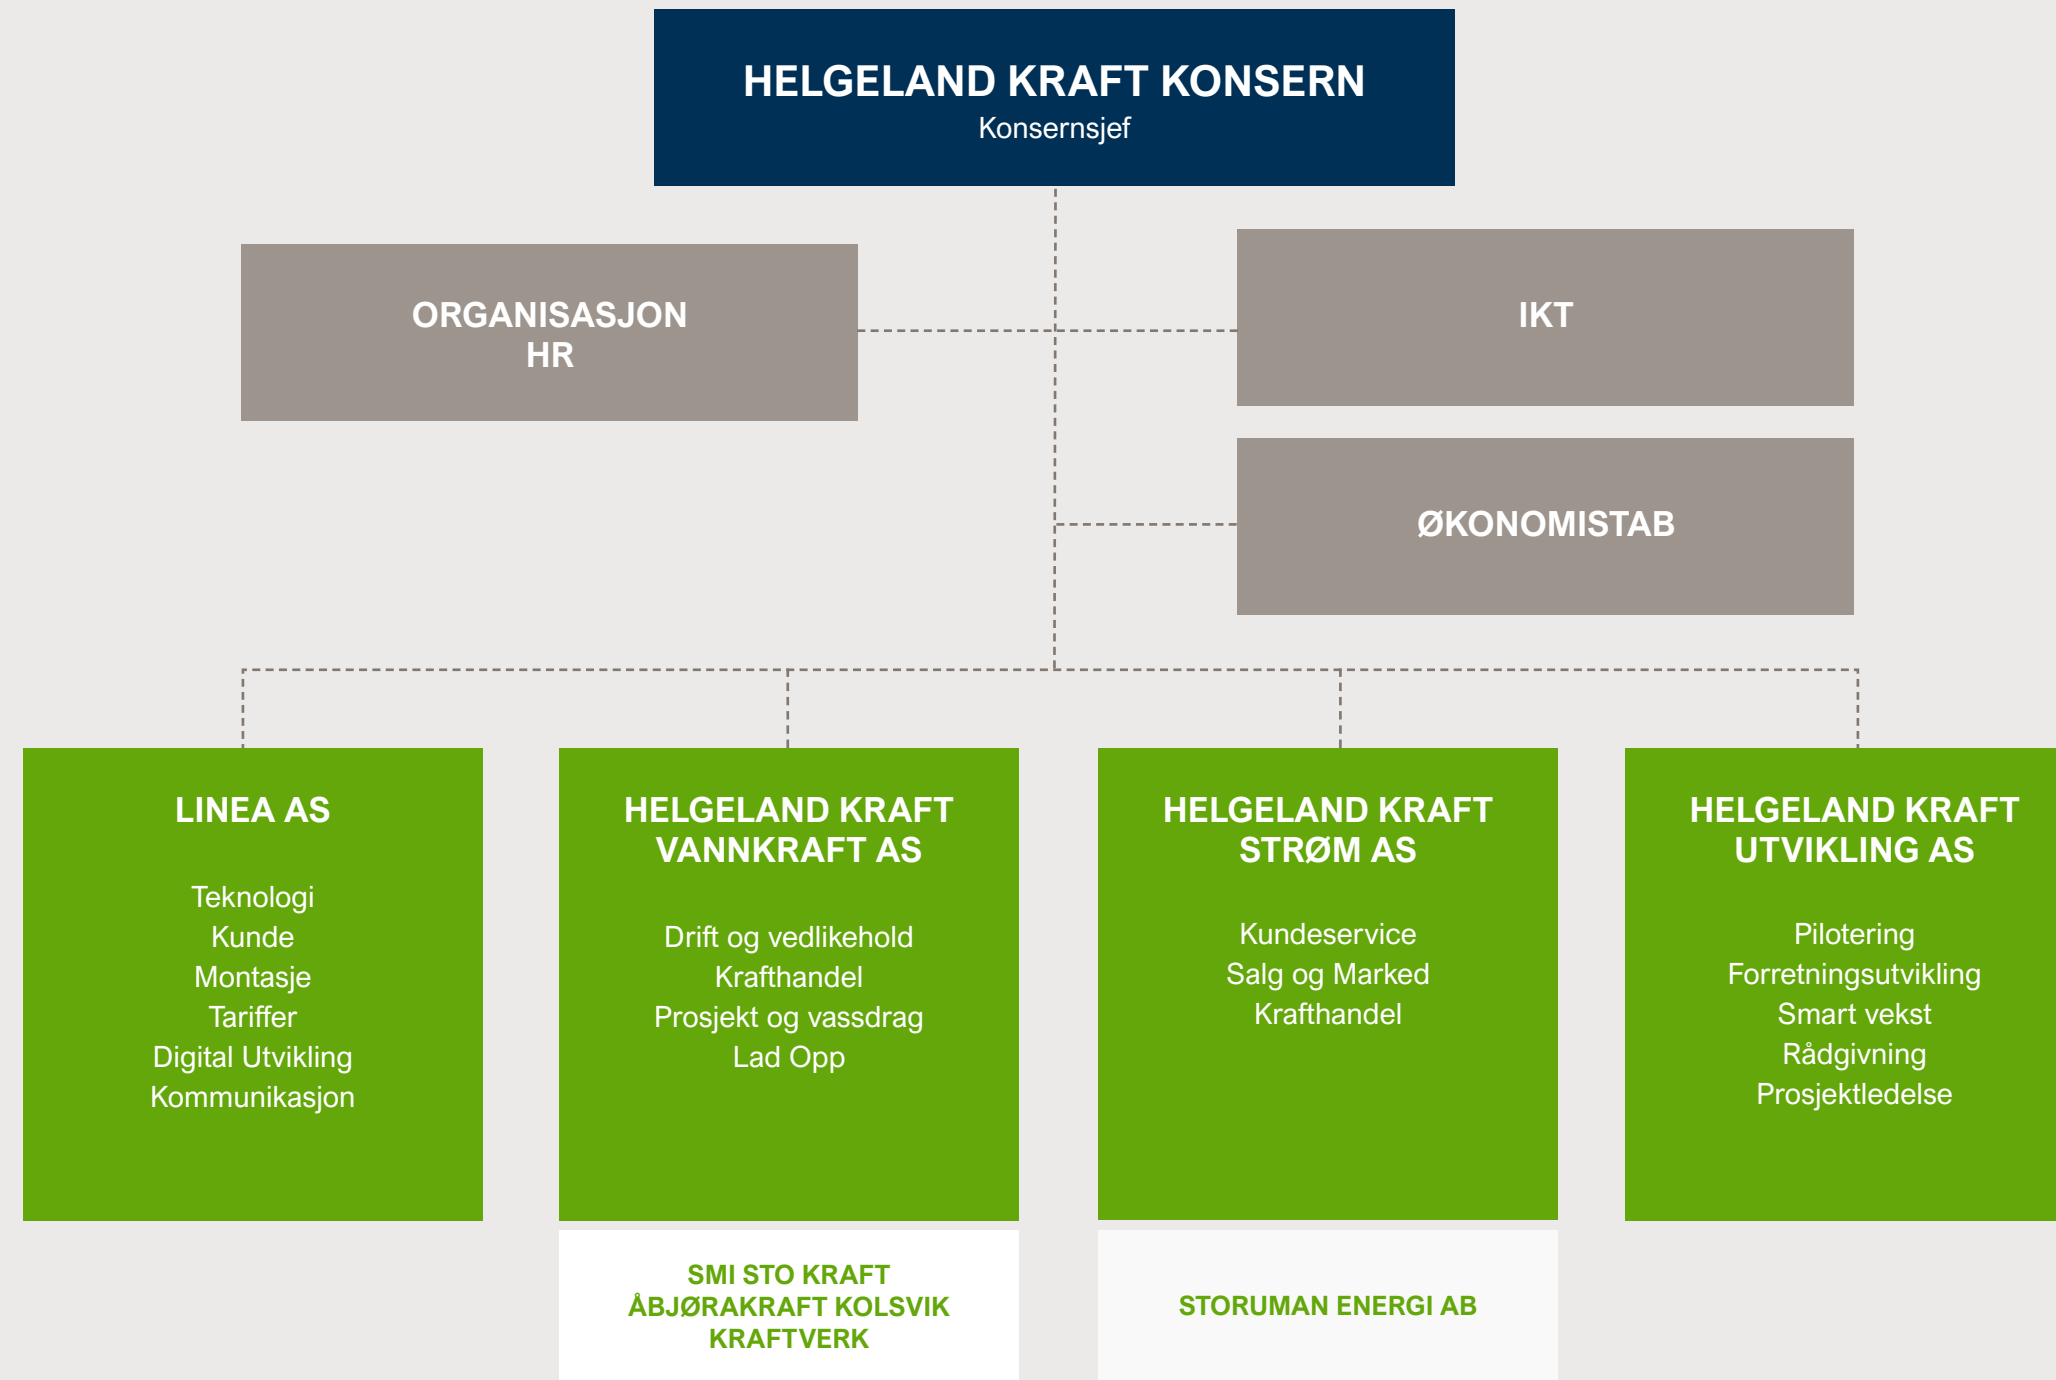 HELGELAND KRAFT KONSERN
Konsernsjef
ORGANISASJON
HR
IKT
ØKONOMISTAB
LINEA AS
Teknologi
Kunde
Montasje
Tariffer
Digital Utvikling
Kommunikasjon
HELGELAND KRAFT
VANNKRAFT AS
Drift og vedlikehold
Krafthandel
Prosjekt og vassdrag
Lad Opp
SMI STO KRAFT
ÅBJØRAKRAFT KOLSVIK
KRAFTVERK
HELGELAND KRAFT
STRØM AS
Kundeservice
Salg og Marked
Krafthandel
STORUMAN ENERGI AB
HELGELAND KRAFT
UTVIKLING AS
Pilotering
Forretningsutvikling
Smart vekst
Rådgivning
Prosjektledelse